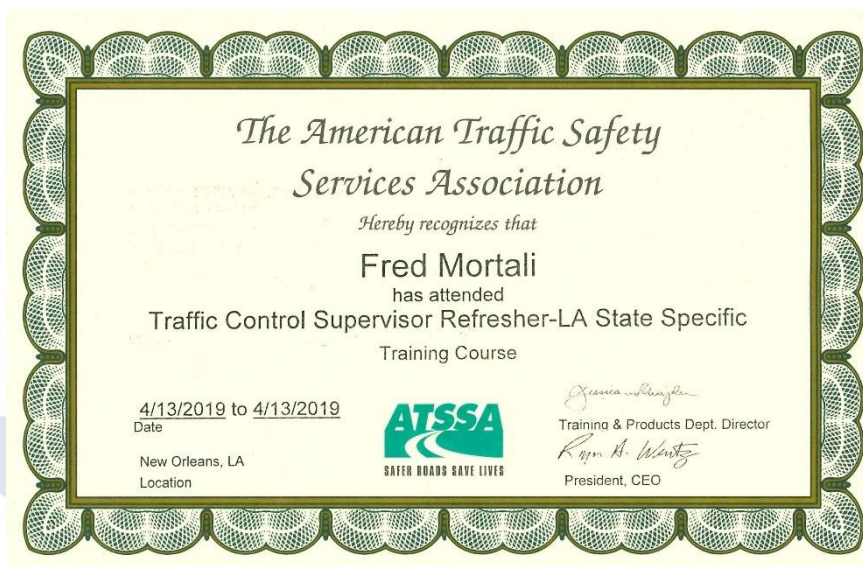 The American Traffic Safety
Services Association
Hereby recognizes that
Fred Mortali
has attended
Traffic Control Supervisor Refresher-LA State Specific
Training Course
4/13/2019 to 4/13/2019
Date
New Orleans, LA
Location
ATSSA
SAFER ROADS SAVE LIVES
Jessica
Training & Products Dept. Director
A. Wentz
President, CEO